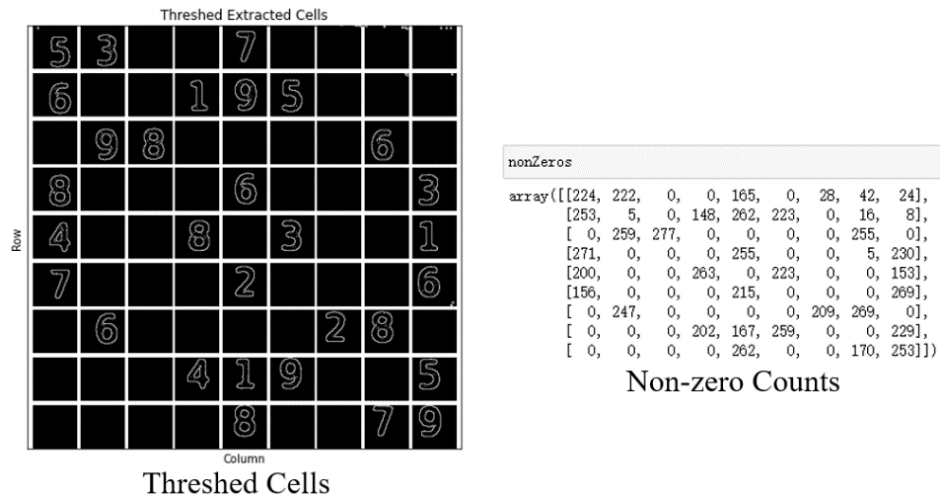 Threshed Extracted Cells
5 3 7
6 1 9 5
9 8 6
8 6 3
4 8 3 1
7 2 6
6 2 8
4 1 9 5
8 7 9
Row
Column
Threshed Cells
nonZeros
array([[224, 222, 0, 0, 165, 0, 28, 42, 24],
[253, 5, 0, 148, 262, 223, 0, 16, 8],
[ 0, 259, 277, 0, 0, 0, 0, 255, 0],
[271, 0, 0, 0, 255, 0, 0, 5, 230],
[200, 0, 0, 263, 0, 223, 0, 0, 153],
[156, 0, 0, 0, 215, 0, 0, 0, 269],
[ 0, 247, 0, 0, 0, 0, 209, 269, 0],
[ 0, 0, 0, 202, 167, 259, 0, 0, 229],
[ 0, 0, 0, 0, 262, 0, 0, 170, 253]])
Non-zero Counts